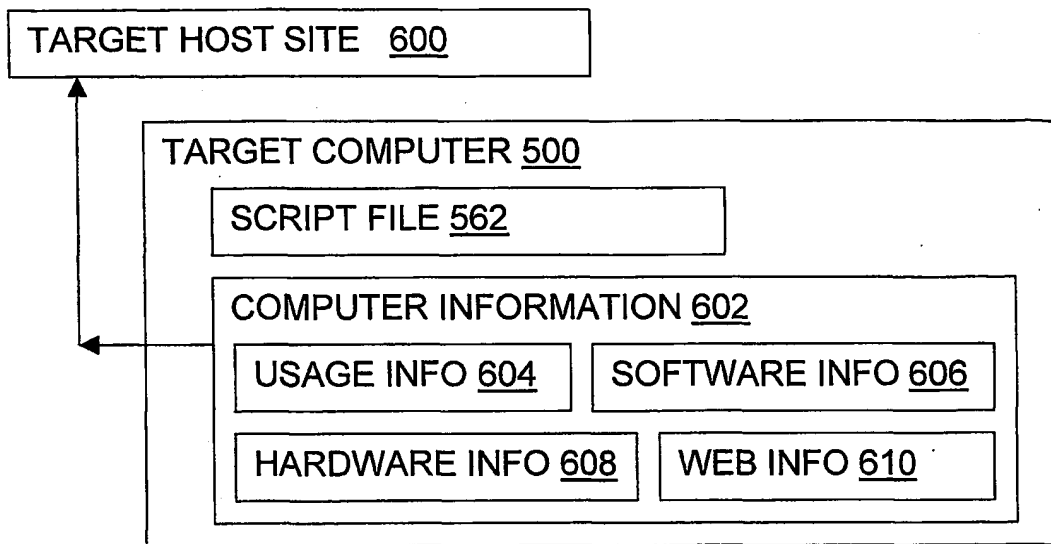 TARGET HOST SITE 600
TARGET COMPUTER 500
SCRIPT FILE 562
COMPUTER INFORMATION 602
USAGE INFO 604
SOFTWARE INFO 606
HARDWARE INFO 608
WEB INFO 610